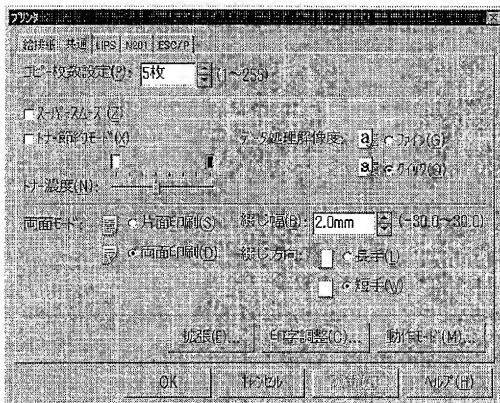 プリンタ
給排紙 共通 LIPS N201 ESC/P
コピー枚数設定(P): 5枚 (1～255)
スーパースムース(Z)
トナー節約モード(X) データ処理解像度: a ファイン(G)
a クイック(Q)
トナー濃度(N):
両面モード: 片面印刷(S) 綴じ幅(B): 2.0mm (-30.0～30.0)
両面印刷(D) 綴じ方向: 長手(L)
短手(V)
拡張(E)... 印字調整(C)... 動作モード(M)...
OK キャンセル ヘルプ(H)